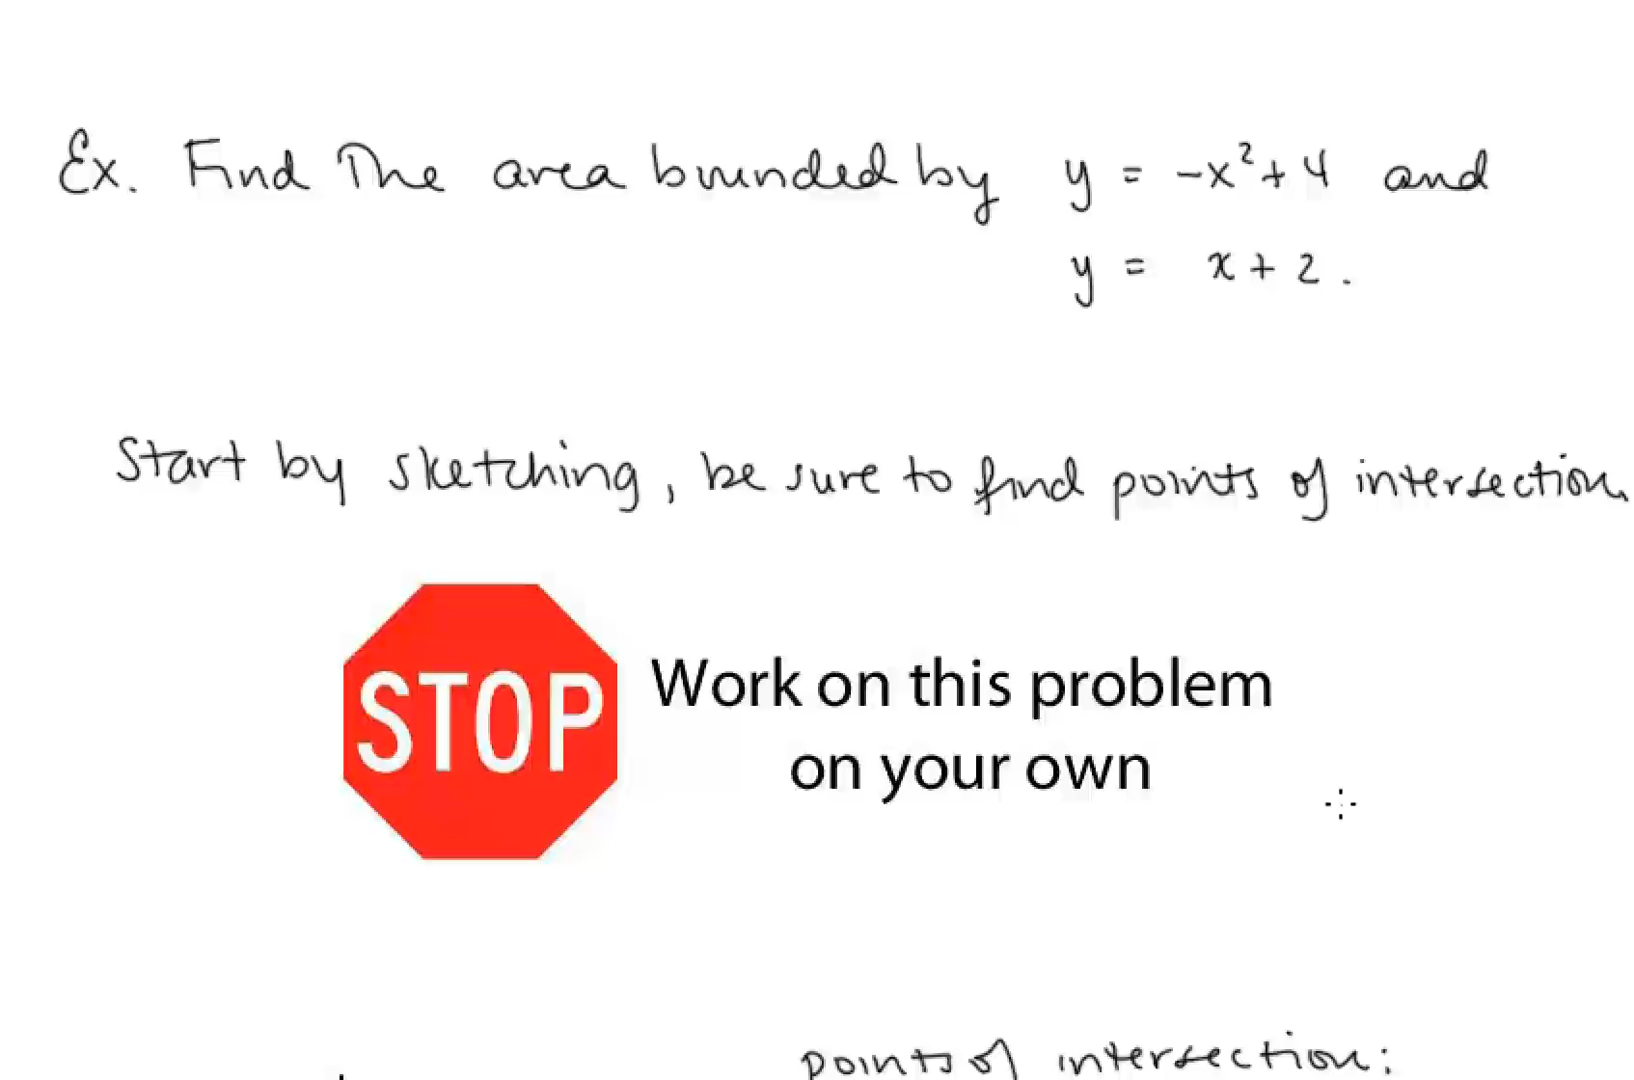 Ex. Find The area bounded by y = -x²+4 and
y = x+2.
Start by sketching, be sure to find points of intersection.
STOP
Work on this problem
on your own
points of intersection: